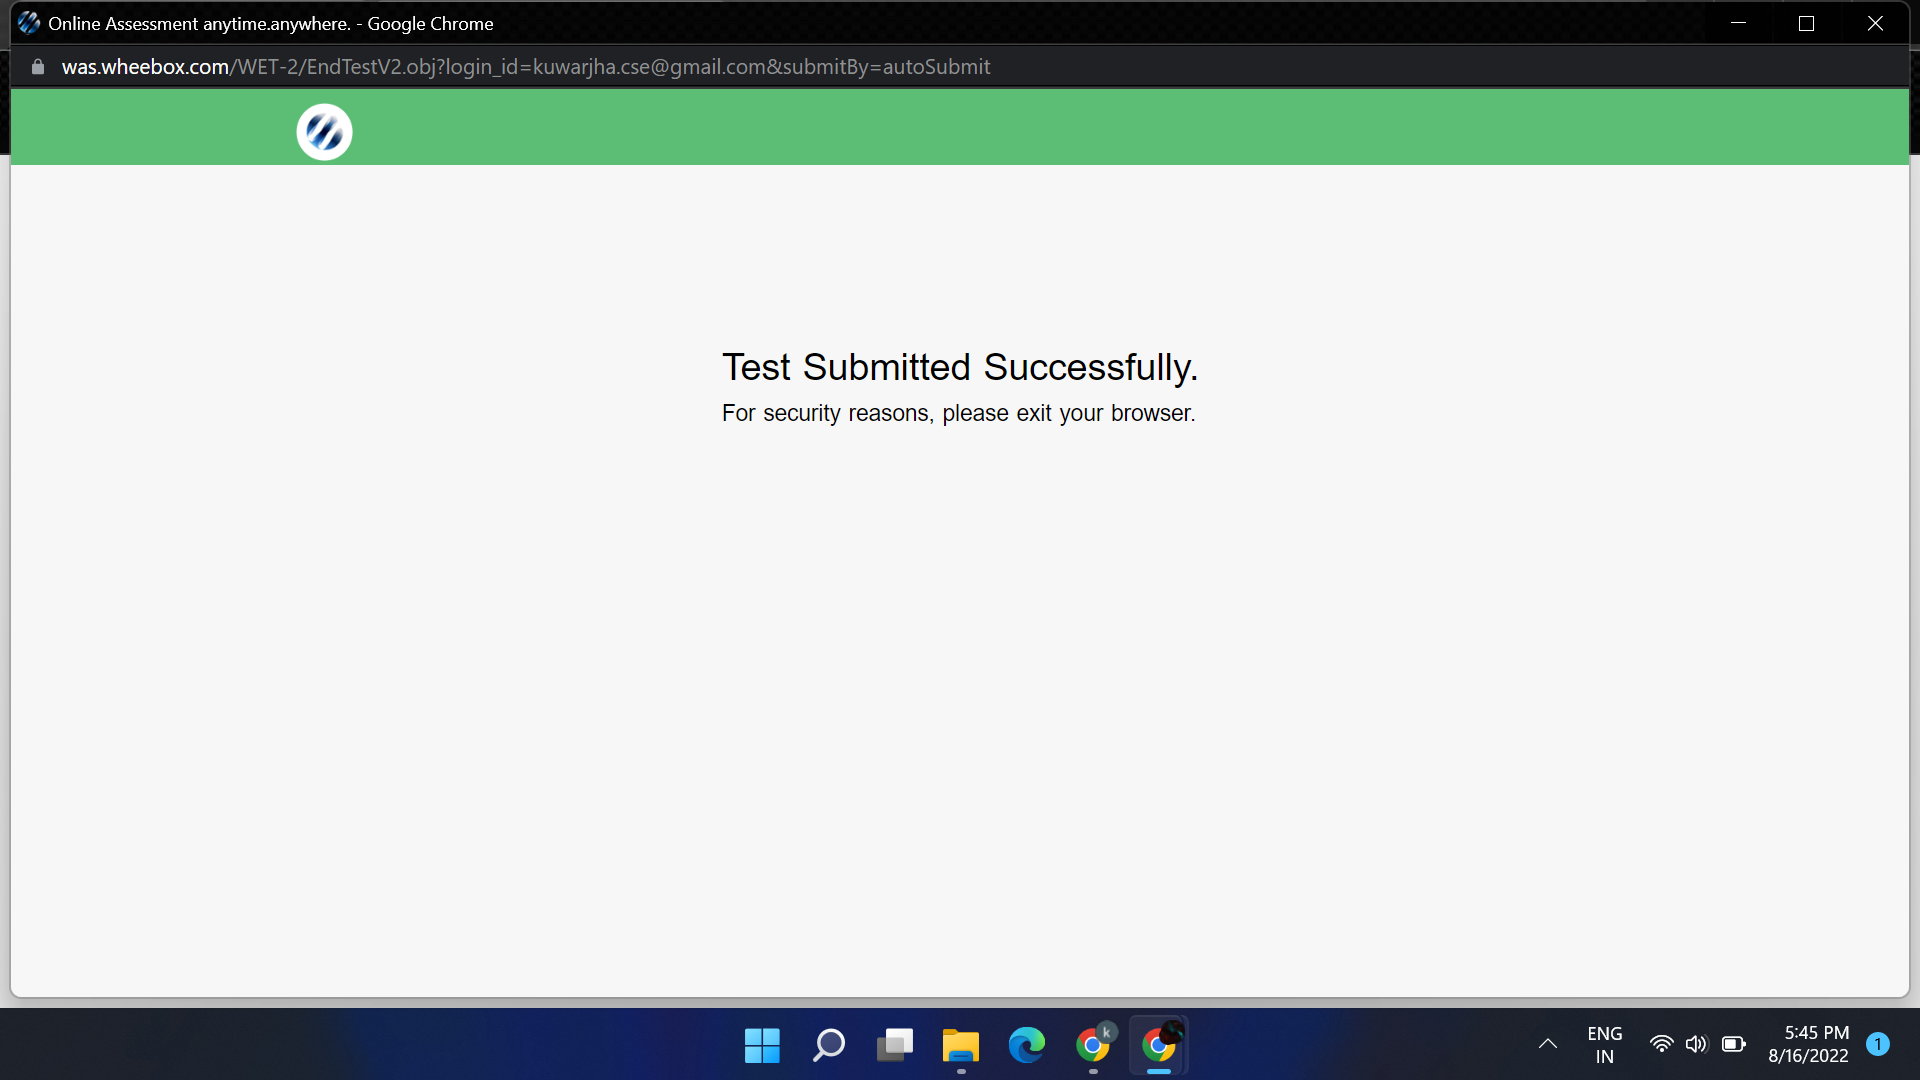 Online Assessment anytime.anywhere. - Google Chrome
was.wheebox.com/WET-2/EndTestV2.obj?login_id=kuwarjha.cse@gmail.com&submitBy=autoSubmit
Test Submitted Successfully.
For security reasons, please exit your browser.
k
ENG
IN
5:45 PM
8/16/2022
1